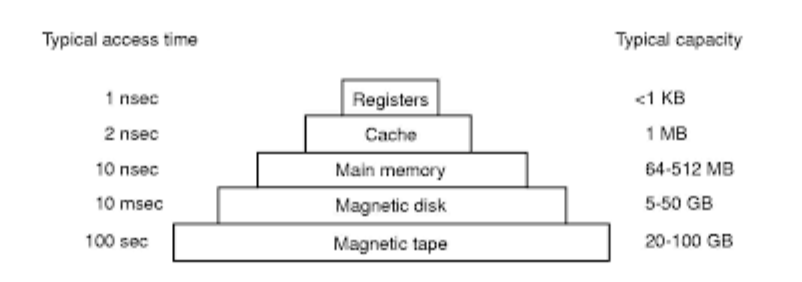 Typical access time Typical capacity
1 nsec Registers <1 KB
2 nsec Cache 1 MB
10 nsec Main memory 64-512 MB
10 msec Magnetic disk 5-50 GB
100 sec Magnetic tape 20-100 GB